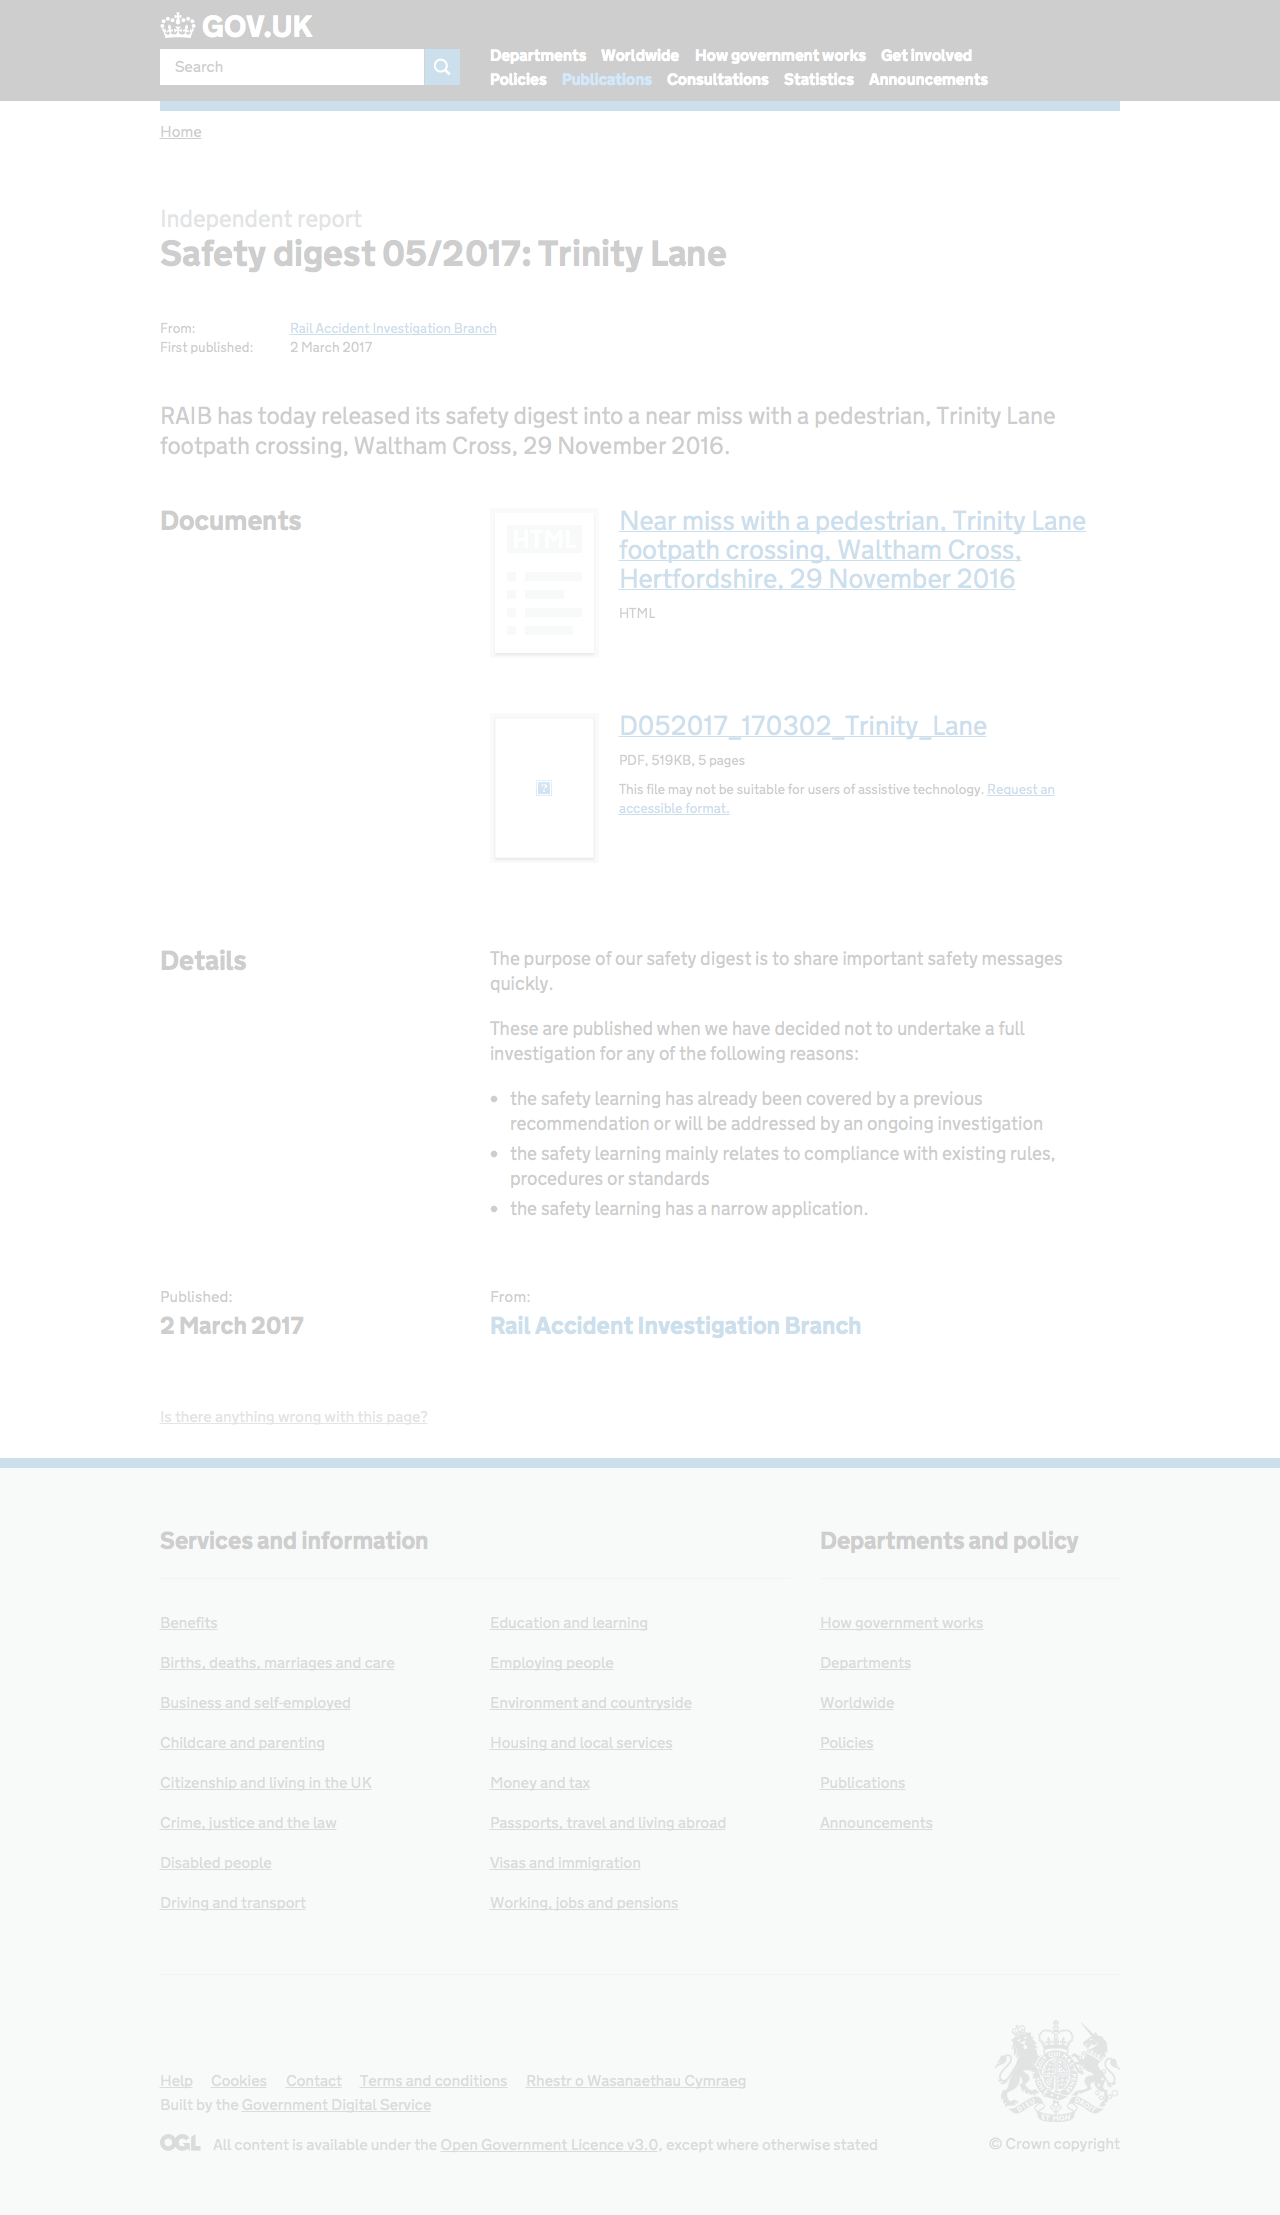 GOV.UK
Search
Departments Worldwide How government works Get involved
Policies Publications Consultations Statistics Announcements
Home
Independent report
Safety digest 05/2017: Trinity Lane
From: Rail Accident Investigation Branch
First published: 2 March 2017
RAIB has today released its safety digest into a near miss with a pedestrian, Trinity Lane
footpath crossing, Waltham Cross, 29 November 2016.
Documents
HTML
Near miss with a pedestrian, Trinity Lane
footpath crossing, Waltham Cross,
Hertfordshire, 29 November 2016
HTML
D052017_170302_Trinity_Lane
PDF, 519KB, 5 pages
This file may not be suitable for users of assistive technology. Request an
accessible format.
Details
The purpose of our safety digest is to share important safety messages
quickly.
These are published when we have decided not to undertake a full
investigation for any of the following reasons:
• the safety learning has already been covered by a previous
recommendation or will be addressed by an ongoing investigation
• the safety learning mainly relates to compliance with existing rules,
procedures or standards
• the safety learning has a narrow application.
Published:
2 March 2017
From:
Rail Accident Investigation Branch
Is there anything wrong with this page?
Services and information
Benefits
Births, deaths, marriages and care
Business and self-employed
Childcare and parenting
Citizenship and living in the UK
Crime, justice and the law
Disabled people
Driving and transport
Education and learning
Employing people
Environment and countryside
Housing and local services
Money and tax
Passports, travel and living abroad
Visas and immigration
Working, jobs and pensions
Departments and policy
How government works
Departments
Worldwide
Policies
Publications
Announcements
Help Cookies Contact Terms and conditions Rhestr o Wasanaethau Cymraeg
Built by the Government Digital Service
OGL All content is available under the Open Government Licence v3.0, except where otherwise stated
© Crown copyright